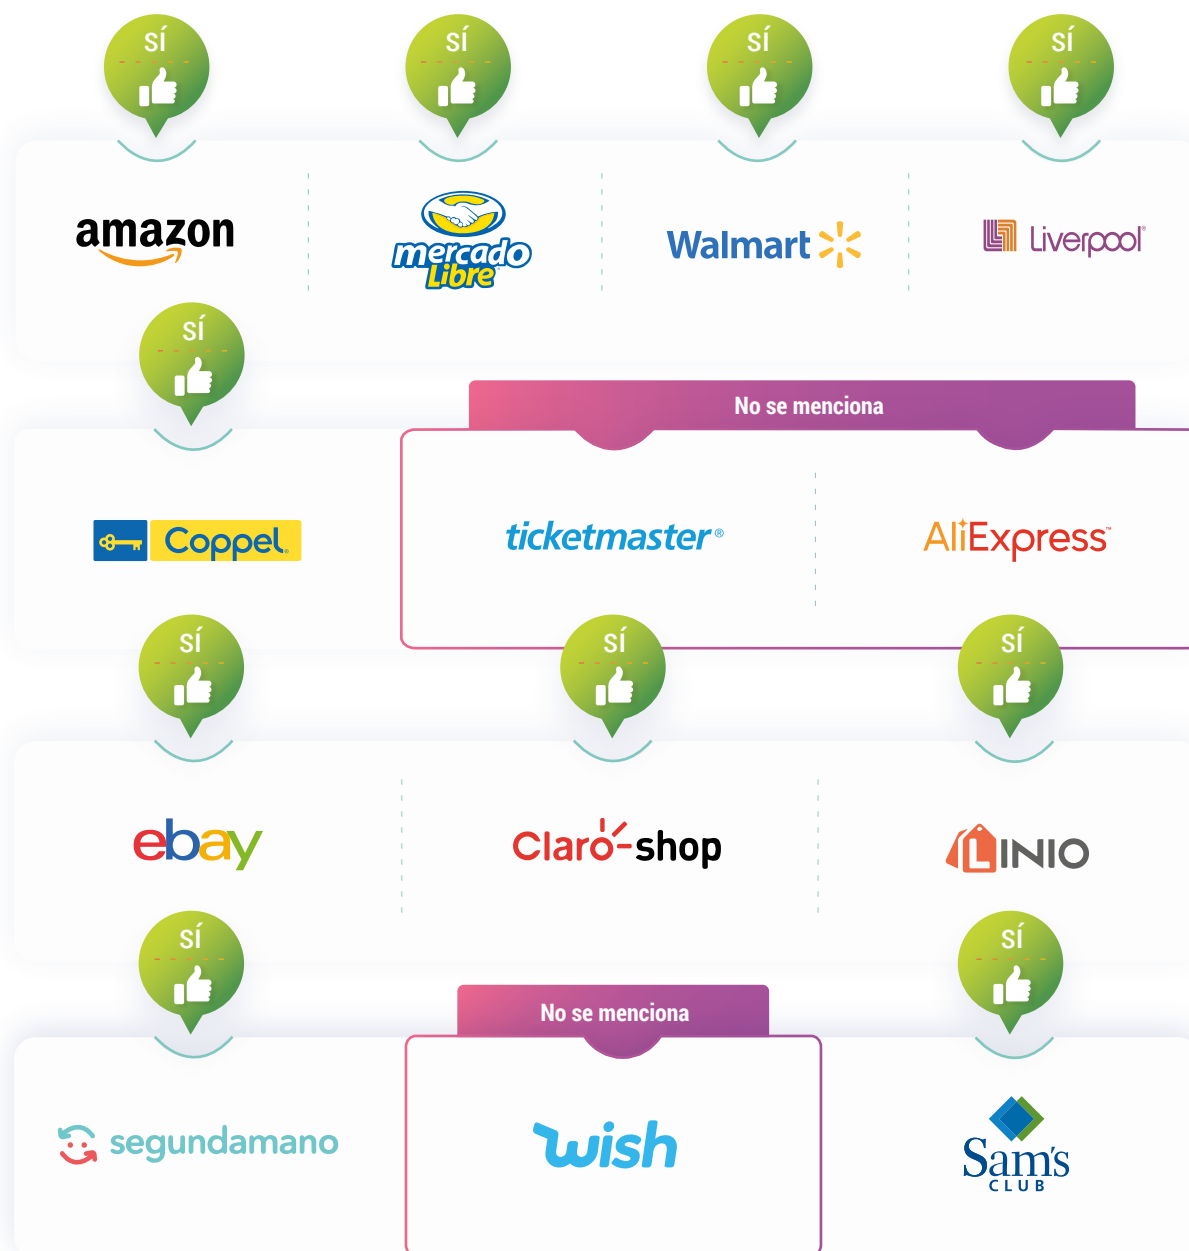 SÍ SÍ SÍ SÍ
amazon mercado Libre Walmart Liverpool®
SÍ
No se menciona
Coppel® ticketmaster® AliExpress™
SÍ SÍ SÍ
ebay Claro-shop LINIO
SÍ SÍ
No se menciona
segundamano wish Sam's CLUB